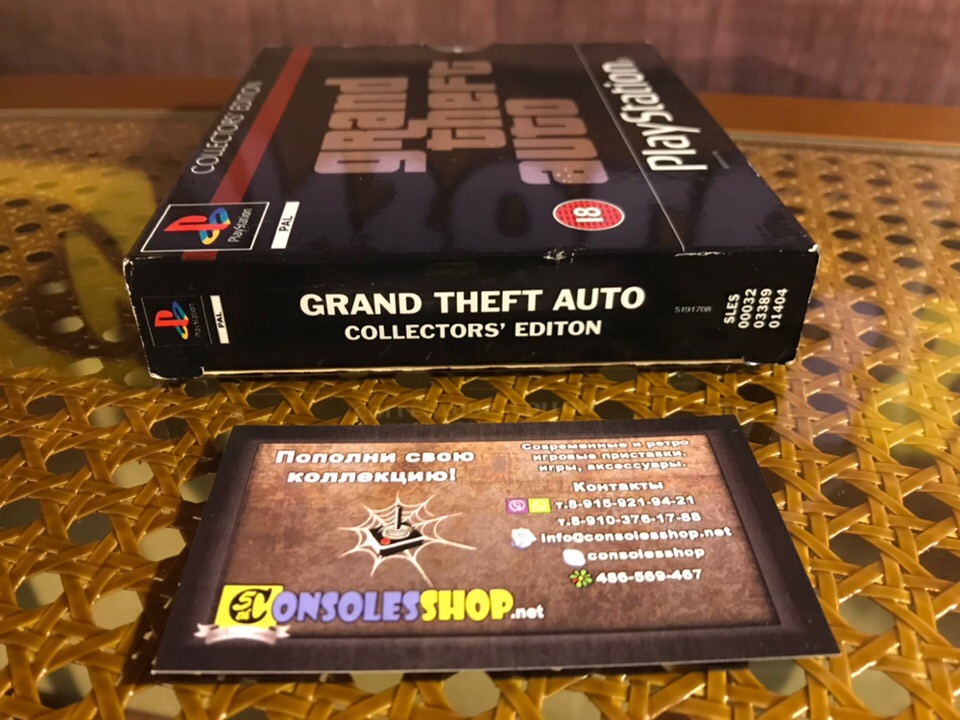 COLLECTORS' EDITION
grand
theft
auto
PlayStation
PlayStation
PAL
18
PlayStation
PAL
GRAND THEFT AUTO
COLLECTORS' EDITON
5191708
SLES
00032
03389
01404
Пополни свою
коллекцию!
CONSOLESSHOP.net
Современные и ретро
игровые приставки,
игры, аксессуары.
Контакты
т.8-915-921-94-21
т.8-910-376-17-88
info@consolesshop.net
consolesshop
486-569-467